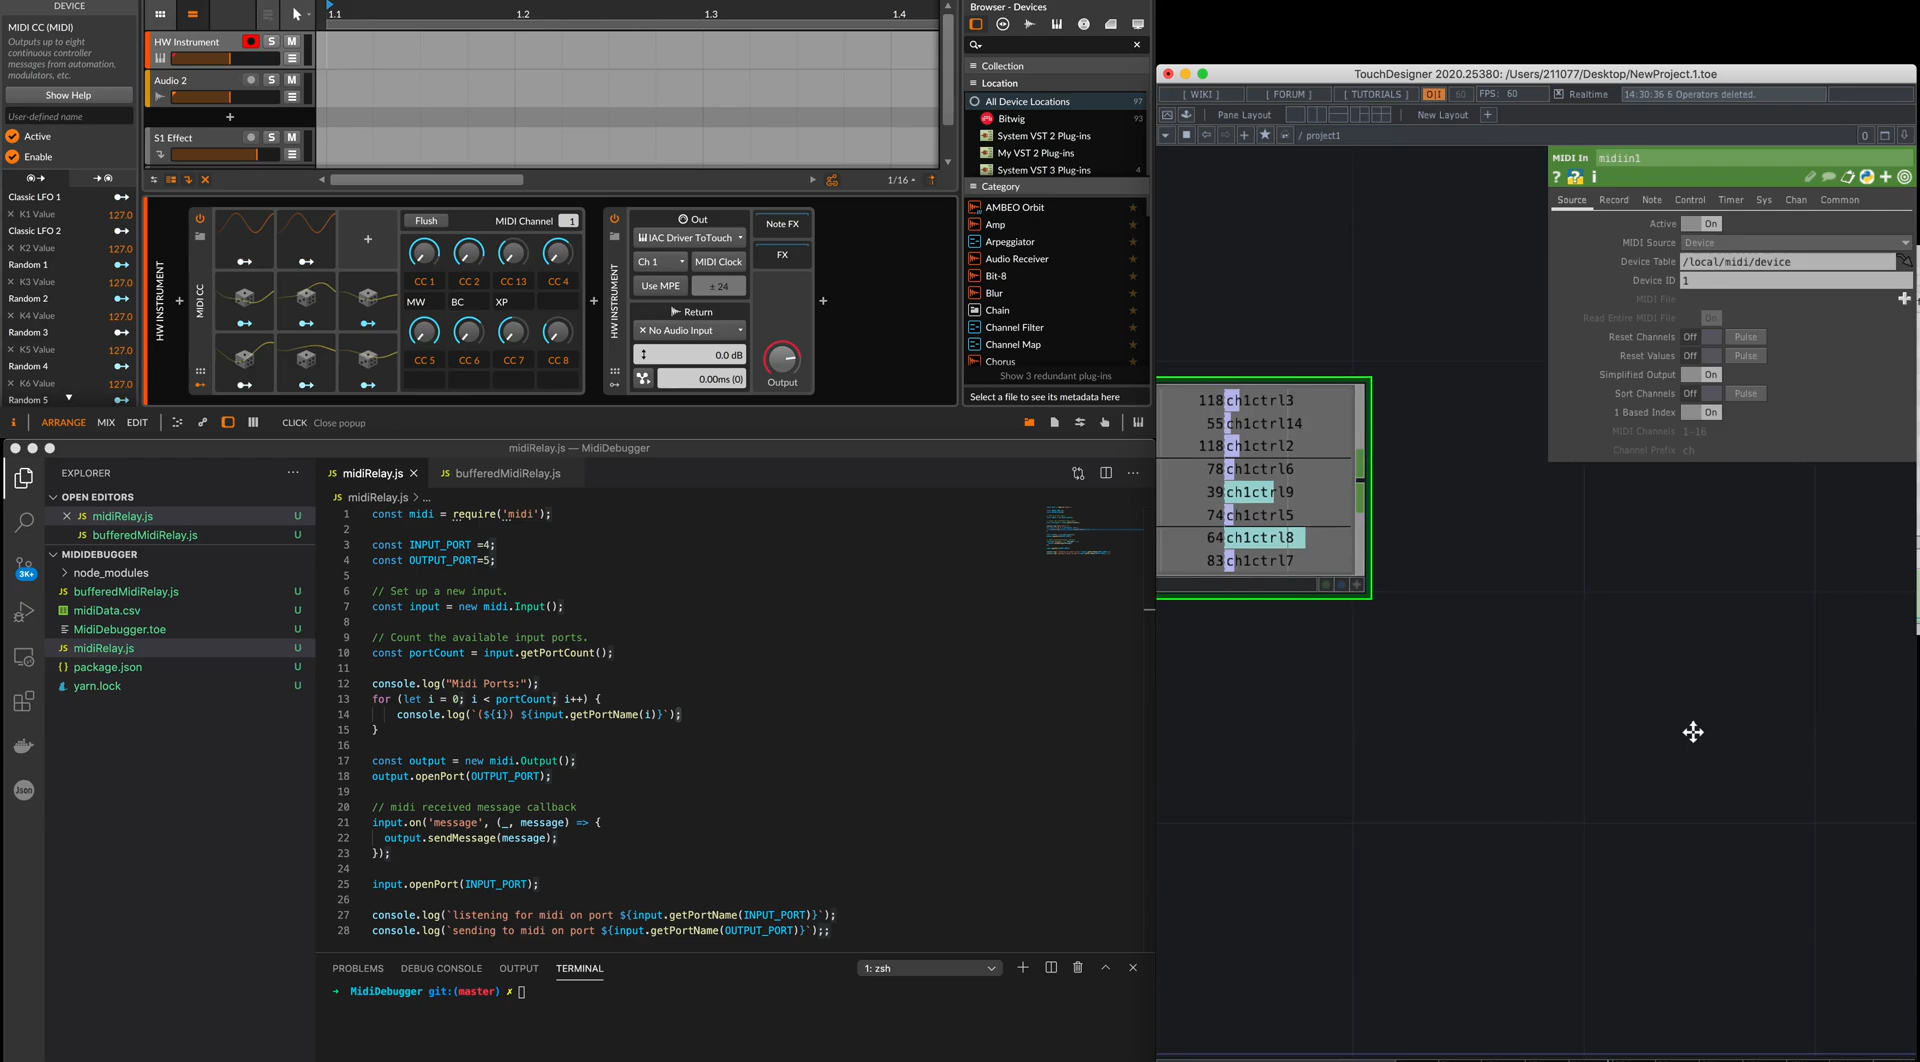 DEVICE
MIDI CC (MIDI)
Outputs up to eight
continuous controller
messages from automation,
modulators, etc.
Show Help
User-defined name
Active
Enable
Classic LFO 1
K1 Value 127.0
Classic LFO 2
K2 Value 127.0
Random 1
K3 Value 127.0
Random 2
K4 Value 127.0
Random 3
K5 Value 127.0
Random 4
K6 Value 127.0
Random 5
1.1 1.2 1.3 1.4
HW Instrument S M
Audio 2 S M
+
S1 Effect S M
1/16
HW INSTRUMENT
+
MIDI CC
+
Flush MIDI Channel 1
CC 1 CC 2 CC 13 CC 4
MW BC XP
CC 5 CC 6 CC 7 CC 8
+
HW INSTRUMENT
Out
IAC Driver ToTouch
Ch 1 MIDI Clock
Use MPE ± 24
Return
No Audio Input
0.0 dB
0.00ms (0)
Note FX
FX
Output
+
Browser - Devices
Collection
Location
All Device Locations 97
Bitwig 93
System VST 2 Plug-ins
My VST 2 Plug-ins
System VST 3 Plug-ins 4
Category
AMBEO Orbit
Amp
Arpeggiator
Audio Receiver
Bit-8
Blur
Chain
Channel Filter
Channel Map
Chorus
Show 3 redundant plug-ins
Select a file to see its metadata here
i ARRANGE MIX EDIT CLICK Close popup
midiRelay.js — MidiDebugger
EXPLORER
OPEN EDITORS
midiRelay.js U
bufferedMidiRelay.js U
MIDIDEBUGGER
node_modules
JS bufferedMidiRelay.js U
midiData.csv U
MidiDebugger.toe U
JS midiRelay.js U
{} package.json U
yarn.lock U
3K+
Json
JS midiRelay.js
JS bufferedMidiRelay.js
JS midiRelay.js > ...
1 const midi = require('midi');
2
3 const INPUT_PORT =4;
4 const OUTPUT_PORT=5;
5
6 // Set up a new input.
7 const input = new midi.Input();
8
9 // Count the available input ports.
10 const portCount = input.getPortCount();
11
12 console.log("Midi Ports:");
13 for (let i = 0; i < portCount; i++) {
14 console.log(`(${i}) ${input.getPortName(i)}`);
15 }
16
17 const output = new midi.Output();
18 output.openPort(OUTPUT_PORT);
19
20 // midi received message callback
21 input.on('message', (_, message) => {
22 output.sendMessage(message);
23 });
24
25 input.openPort(INPUT_PORT);
26
27 console.log(`listening for midi on port ${input.getPortName(INPUT_PORT)}`);
28 console.log(`sending to midi on port ${input.getPortName(OUTPUT_PORT)}`);;
PROBLEMS DEBUG CONSOLE OUTPUT TERMINAL 1: zsh
→ MidiDebugger git:(master) ✗
TouchDesigner 2020.25380: /Users/211077/Desktop/NewProject.1.toe
[ WIKI ] [ FORUM ] [ TUTORIALS ] O|I 60 FPS: 60 Realtime 14:30:36 6 Operators deleted.
Pane Layout New Layout +
/ project1 0
118 ch1ctrl3
55 ch1ctrl14
118 ch1ctrl2
78 ch1ctrl6
39 ch1ctrl9
74 ch1ctrl5
64 ch1ctrl8
83 ch1ctrl7
MIDI In midiin1
Source Record Note Control Timer Sys Chan Common
Active On
MIDI Source Device
Device Table /local/midi/device
Device ID 1
MIDI File
Read Entire MIDI File On
Reset Channels Off Pulse
Reset Values Off Pulse
Simplified Output On
Sort Channels Off Pulse
1 Based Index On
MIDI Channels 1-16
Channel Prefix ch